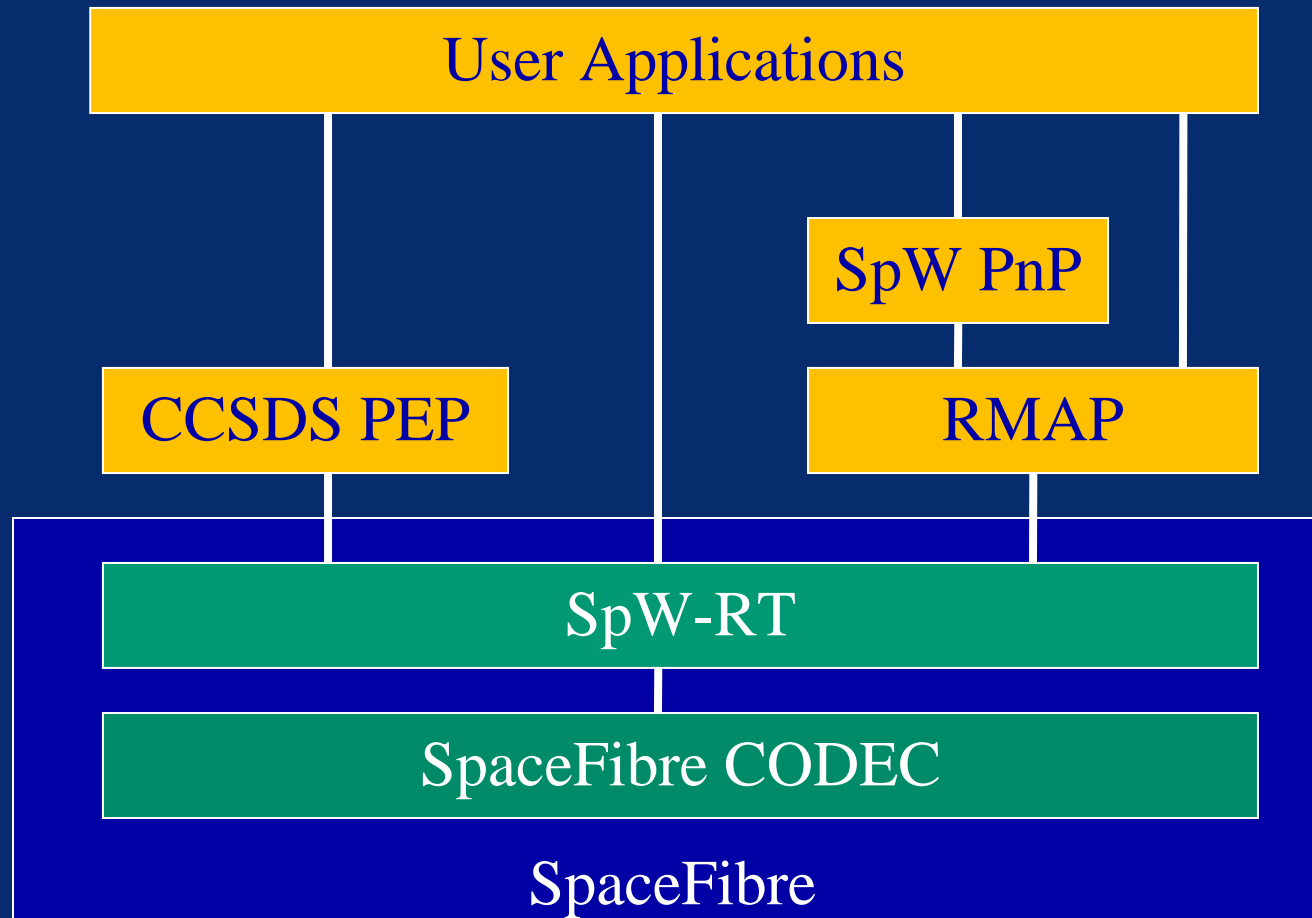 User Applications
SpW PnP
CCSDS PEP
RMAP
SpW-RT
SpaceFibre CODEC
SpaceFibre